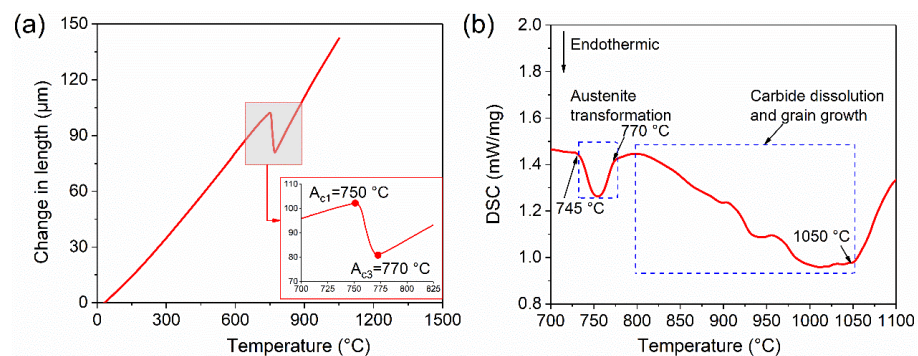 (a)
150
120
90
60
30
0
Change in length (μm)
0
300
600
900
1200
1500
Temperature (°C)
110
100
90
80
70
700
725
750
775
800
825
A_c1=750 °C
A_c3=770 °C
(b)
2.0
1.8
1.6
1.4
1.2
1.0
0.8
DSC (mW/mg)
700
750
800
850
900
950
1000
1050
1100
Temperature (°C)
Endothermic
Austenite
transformation
770 °C
745 °C
Carbide dissolution
and grain growth
1050 °C